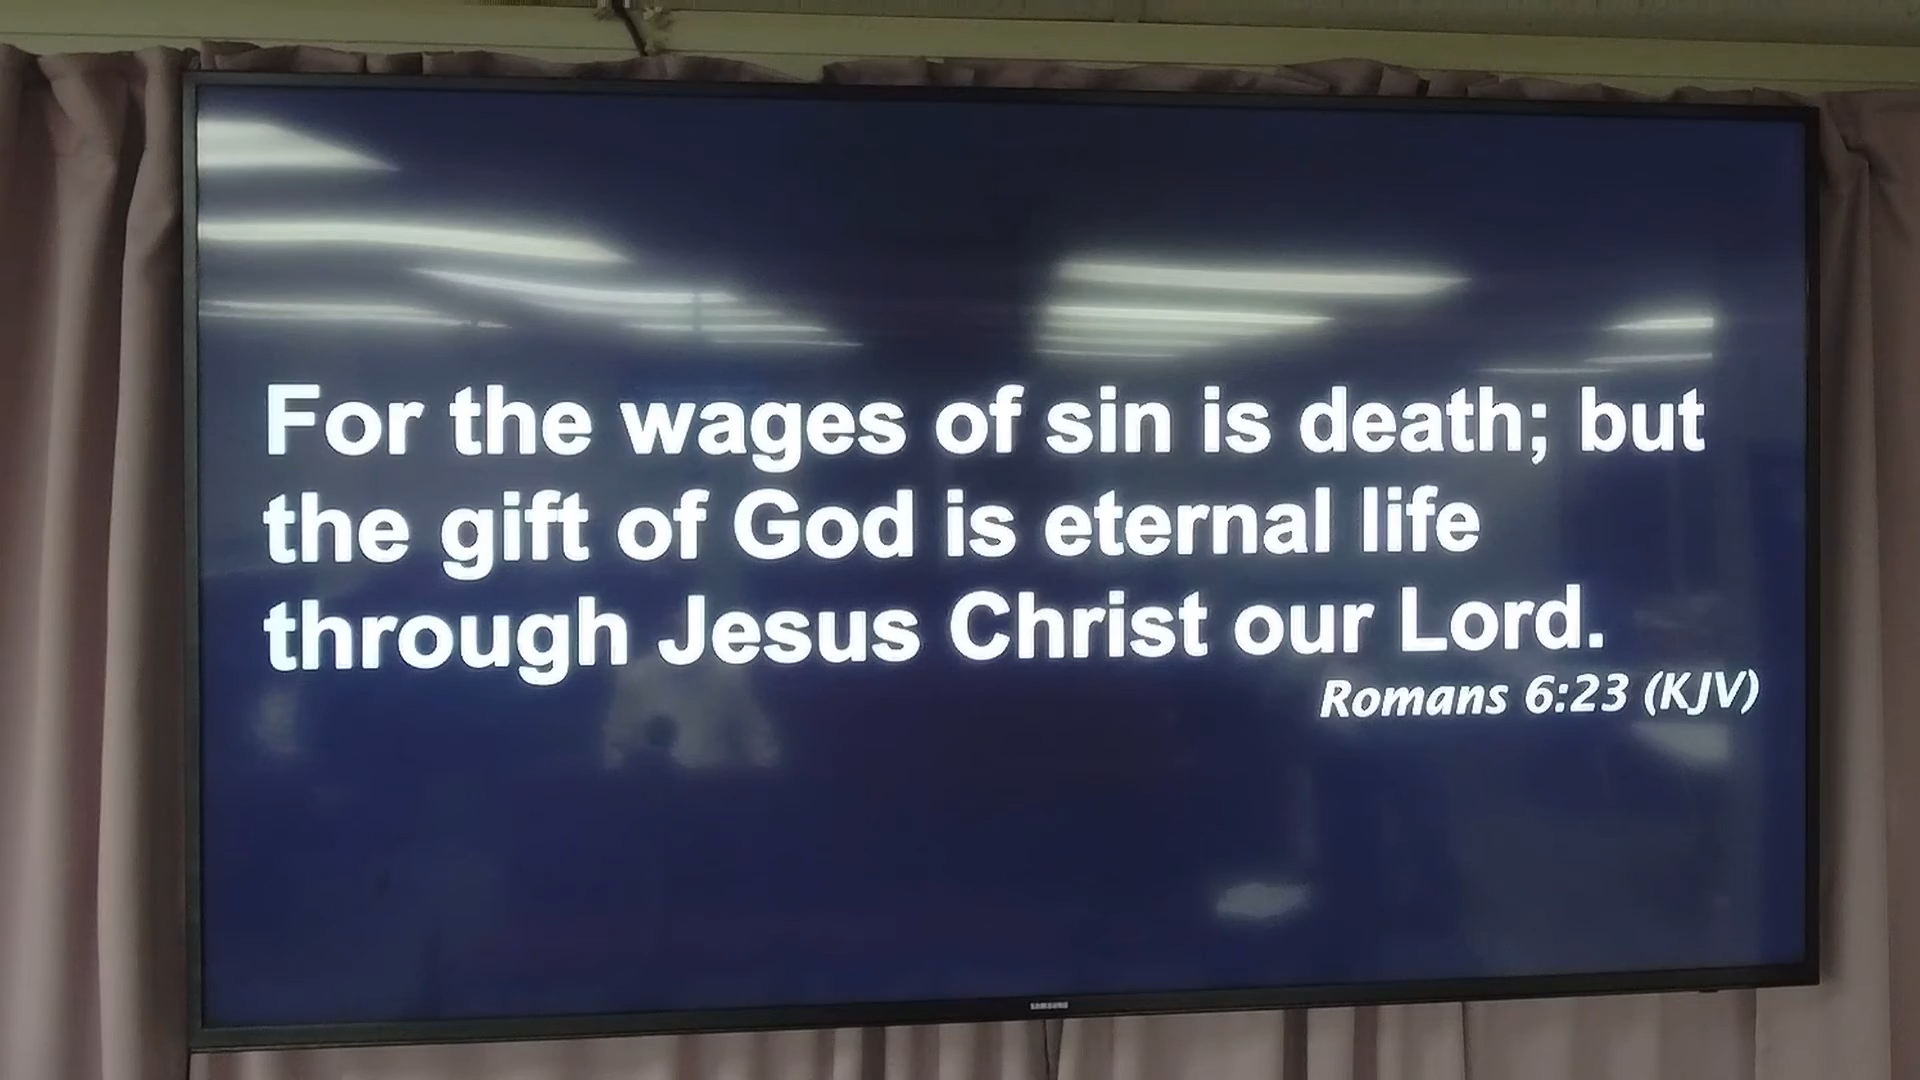 For the wages of sin is death; but
the gift of God is eternal life
through Jesus Christ our Lord.
Romans 6:23 (KJV)
SAMSUNG